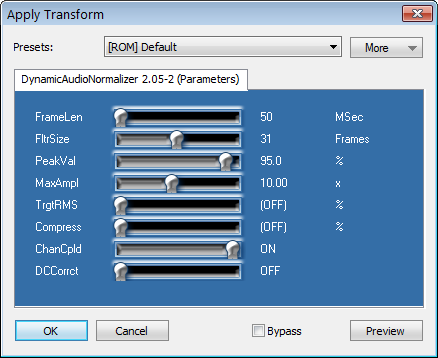 Apply Transform
Presets: [ROM] Default More
DynamicAudioNormalizer 2.05-2 (Parameters)
FrameLen 50 MSec
FltrSize 31 Frames
PeakVal 95.0 %
MaxAmpl 10.00 x
TrgtRMS (OFF) %
Compress (OFF) %
ChanCpld ON
DCCorrct OFF
OK Cancel Bypass Preview